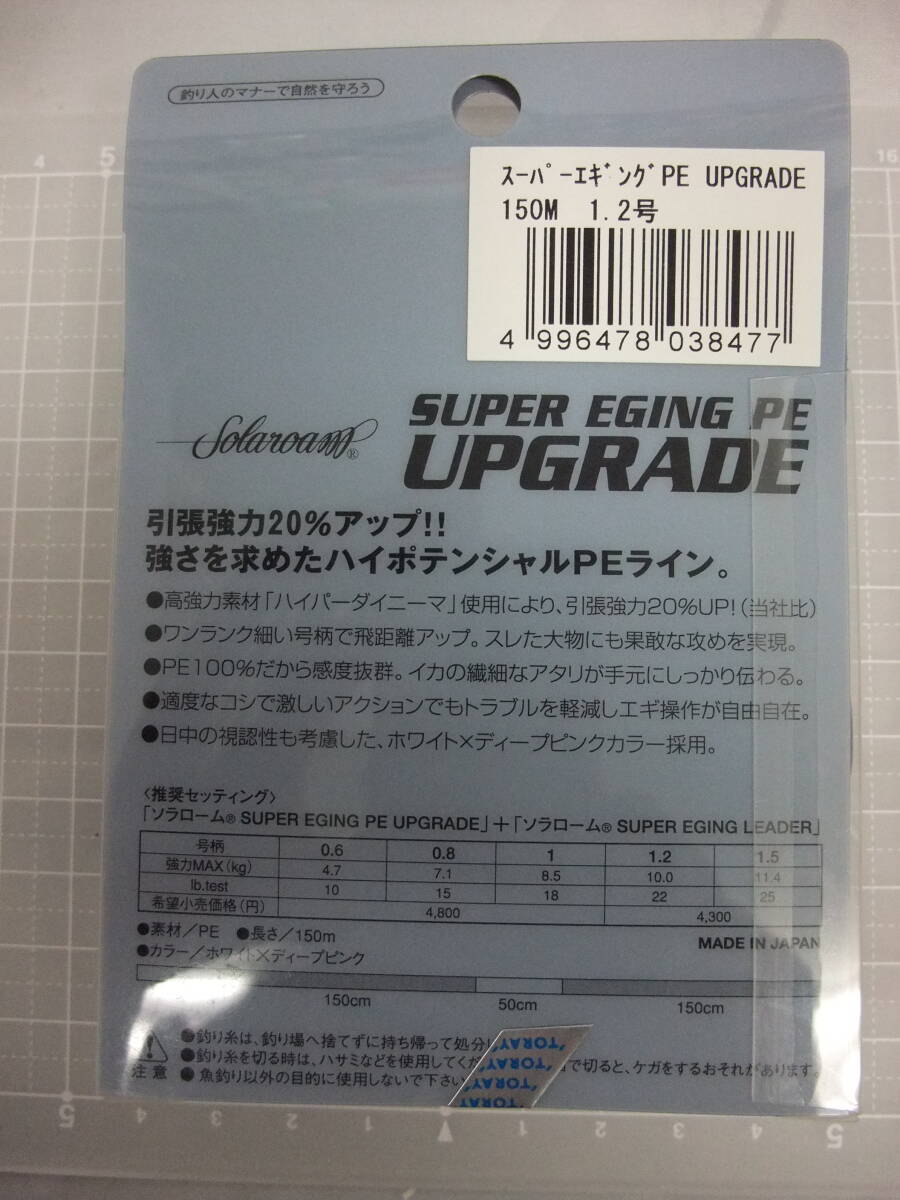 釣り人のマナーで自然を守ろう
ｽｰﾊﾟｰｴｷﾞﾝｸﾞPE UPGRADE
150M 1.2号
4 996478 038477
Solaroam®
SUPER EGING PE
UPGRADE
引張強力20%アップ!!
強さを求めたハイポテンシャルPEライン。
●高強力素材「ハイパーダイニーマ」使用により、引張強力20%UP!(当社比)
●ワンランク細い号柄で飛距離アップ。スレた大物にも果敢な攻めを実現。
●PE100%だから感度抜群。イカの繊細なアタリが手元にしっかり伝わる。
●適度なコシで激しいアクションでもトラブルを軽減しエギ操作が自由自在。
●日中の視認性も考慮した、ホワイト×ディープピンクカラー採用。
〈推奨セッティング〉
「ソラローム® SUPER EGING PE UPGRADE」+「ソラローム® SUPER EGING LEADER」
号柄 0.6 0.8 1 1.2 1.5
強力MAX(kg) 4.7 7.1 8.5 10.0 11.4
lb.test 10 15 18 22 25
希望小売価格(円) 4,800 4,300
●素材/PE ●長さ/150m
MADE IN JAPAN
●カラー/ホワイト×ディープピンク
150cm 50cm 150cm
注意
●釣り糸は、釣り場へ捨てずに持ち帰って処分
●釣り糸を切る時は、ハサミなどを使用してくだ で切ると、ケガをするおそれがあります。
●魚釣り以外の目的に使用しないで下さい
'TORAY'
'TORAY'
'TORAY'
'TORAY'
4 5 16
5 4 3 2 1 1 2 3 4 5